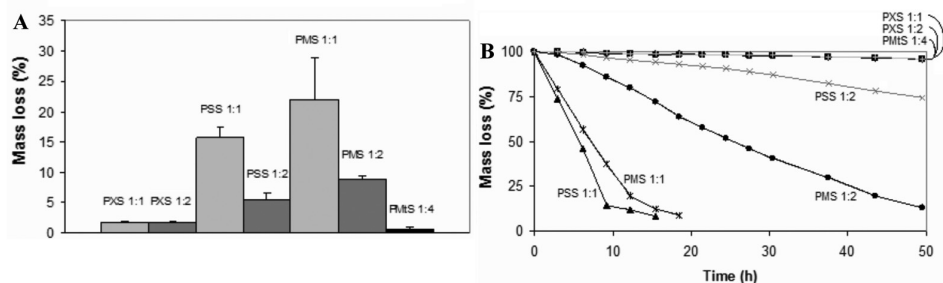 A
Mass loss (%)
35
30
25
20
15
10
5
0
PXS 1:1
PXS 1:2
PSS 1:1
PSS 1:2
PMS 1:1
PMS 1:2
PMtS 1:4
B
Mass loss (%)
100
75
50
25
0
PXS 1:1
PXS 1:2
PMtS 1:4
PSS 1:2
PMS 1:1
PSS 1:1
PMS 1:2
0
10
20
30
40
50
Time (h)